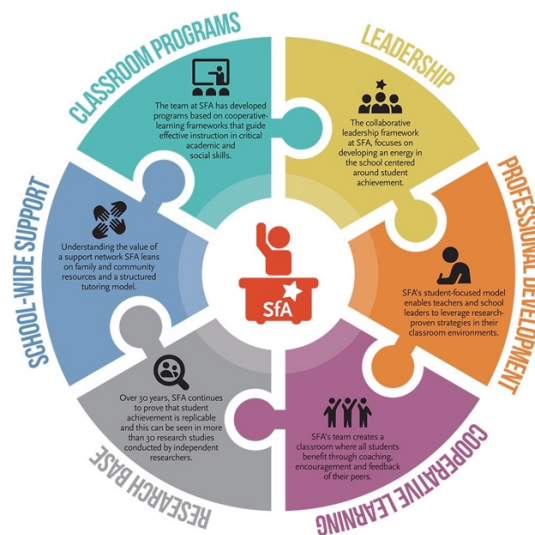 CLASSROOM PROGRAMS
The team at SFA has developed
programs based on cooperative-
learning frameworks that guide
effective instruction in critical
academic and
social skills.
LEADERSHIP
The collaborative
leadership framework
at SFA, focuses on
developing an energy in
the school centered
around student
achievement.
PROFESSIONAL DEVELOPMENT
SFA's student-focused model
enables teachers and school
leaders to leverage research-
proven strategies in their
classroom environments.
COOPERATIVE LEARNING
SFA's team creates a
classroom where all students
benefit through coaching,
encouragement and feedback
of their peers.
RESEARCH BASE
Over 30 years, SFA continues
to prove that student
achievement is replicable
and this can be seen in more
than 30 research studies
conducted by independent
researchers.
SCHOOL-WIDE SUPPORT
Understanding the value of
a support network SFA leans
on family and community
resources and a structured
tutoring model.
SfA